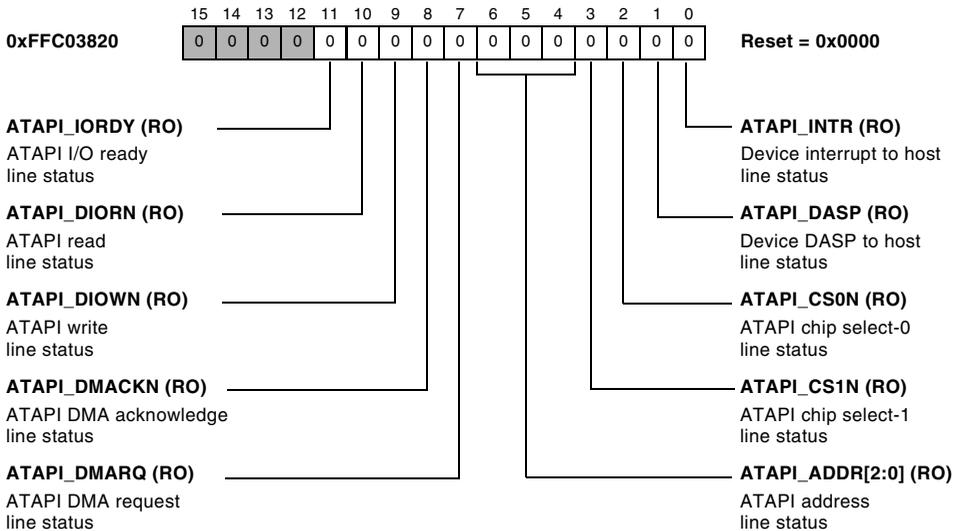 15 14 13 12 11 10 9 8 7 6 5 4 3 2 1 0
0xFFC03820 0 0 0 0 0 0 0 0 0 0 0 0 0 0 0 0 Reset = 0x0000
ATAPI_IORDY (RO)
ATAPI I/O ready
line status
ATAPI_DIORN (RO)
ATAPI read
line status
ATAPI_DIOWN (RO)
ATAPI write
line status
ATAPI_DMACKN (RO)
ATAPI DMA acknowledge
line status
ATAPI_DMARQ (RO)
ATAPI DMA request
line status
ATAPI_INTR (RO)
Device interrupt to host
line status
ATAPI_DASP (RO)
Device DASP to host
line status
ATAPI_CS0N (RO)
ATAPI chip select-0
line status
ATAPI_CS1N (RO)
ATAPI chip select-1
line status
ATAPI_ADDR[2:0] (RO)
ATAPI address
line status